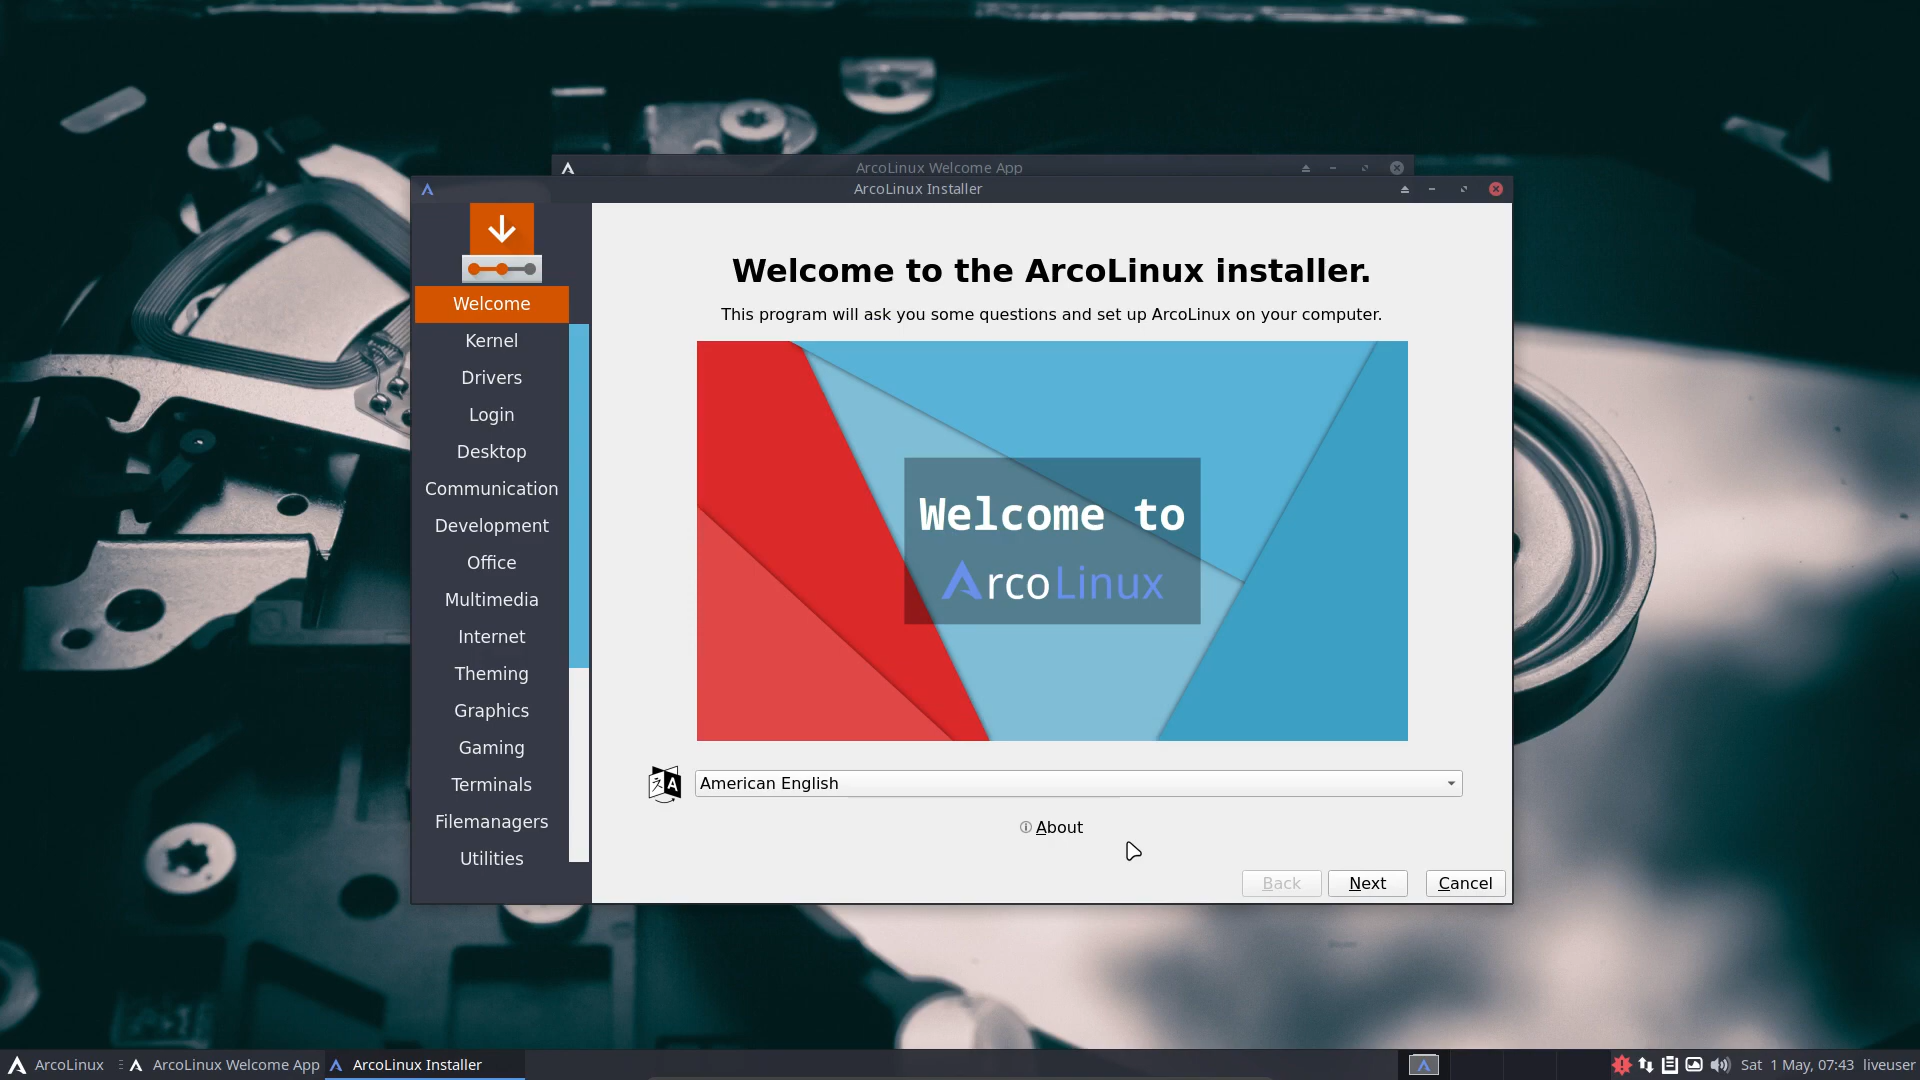 ArcoLinux Welcome App
ArcoLinux Installer
Welcome
Kernel
Drivers
Login
Desktop
Communication
Development
Office
Multimedia
Internet
Theming
Graphics
Gaming
Terminals
Filemanagers
Utilities
Welcome to the ArcoLinux installer.
This program will ask you some questions and set up ArcoLinux on your computer.
Welcome to
ArcoLinux
American English
About
Back
Next
Cancel
ArcoLinux
ArcoLinux Welcome App
ArcoLinux Installer
Sat 1 May, 07:43
liveuser